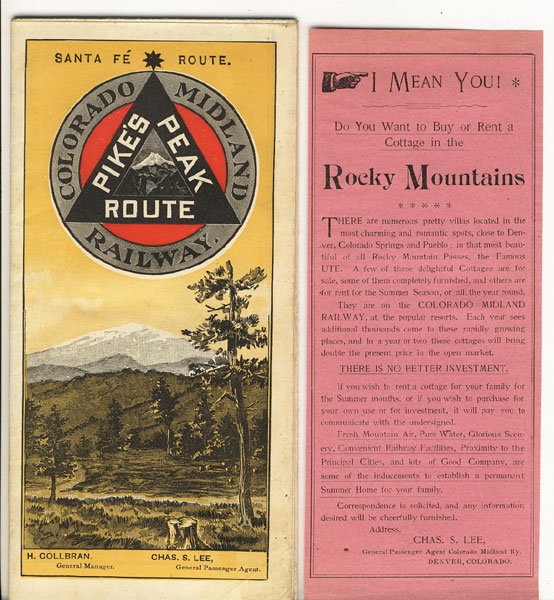 SANTA FÉ ROUTE.
COLORADO MIDLAND
RAILWAY.
PIKE'S PEAK
ROUTE
H. COLLBRAN.
General Manager.
CHAS. S. LEE,
General Passenger Agent.
I MEAN YOU! *
Do You Want to Buy or Rent a
Cottage in the
Rocky Mountains
* * * * *
THERE are numerous pretty villas located in the
most charming and romantic spots, close to Den-
ver, Colorado Springs and Pueblo; in that most beau-
tiful of all Rocky Mountain Passes, the Famous
UTE. A few of these delightful Cottages are for
sale, some of them completely furnished, and others are
for rent for the Summer Season, or all the year round.
They are on the COLORADO MIDLAND
RAILWAY, at the popular resorts. Each year sees
additional thousands come to these rapidly growing
places, and in a year or two these cottages will bring
double the present price in the open market.
THERE IS NO BETTER INVESTMENT.
If you wish to rent a cottage for your family for
the Summer months, or if you wish to purchase for
your own use or for investment, it will pay you to
communicate with the undersigned.
Fresh Mountain Air, Pure Water, Glorious Scen-
ery, Convenient Railway Facilities, Proximity to the
Principal Cities, and lots of Good Company, are
some of the inducements to establish a permanent
Summer Home for your family.
Correspondence is solicited, and any information
desired will be cheerfully furnished.
Address,
CHAS. S. LEE,
General Passenger Agent Colorado Midland Ry.
DENVER, COLORADO.